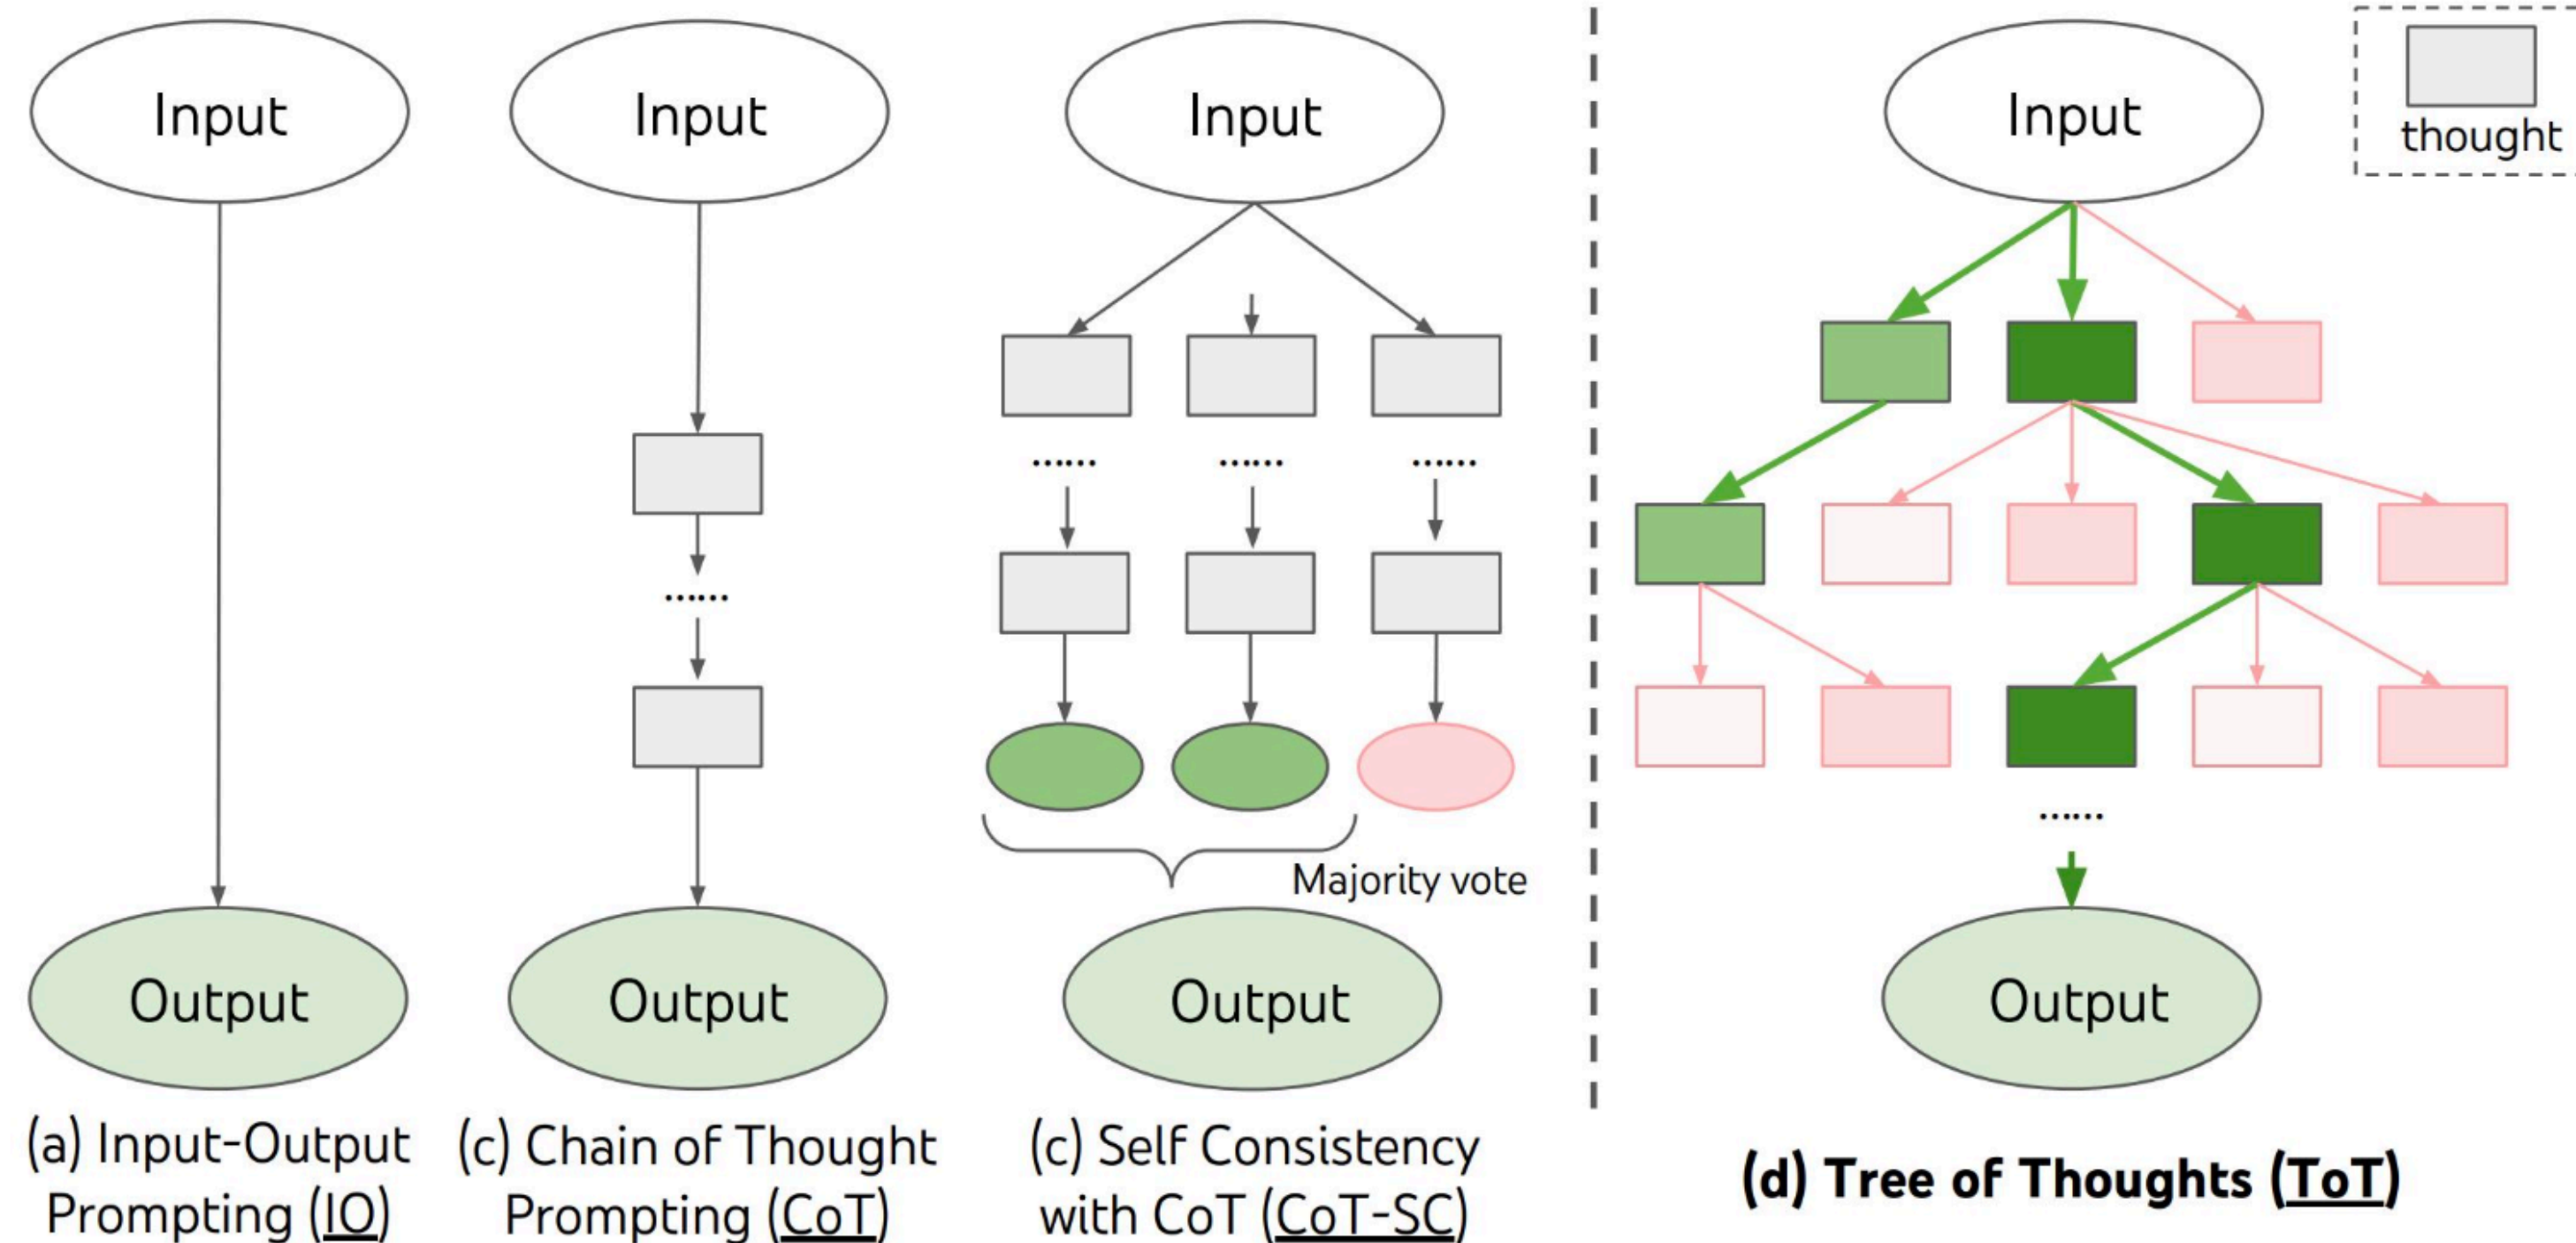 Input
Input
Input
Input
thought
......
......
......
......
......
Majority vote
Output
Output
Output
Output
(a) Input-Output
Prompting (IO)
(c) Chain of Thought
Prompting (CoT)
(c) Self Consistency
with CoT (CoT-SC)
(d) Tree of Thoughts (ToT)